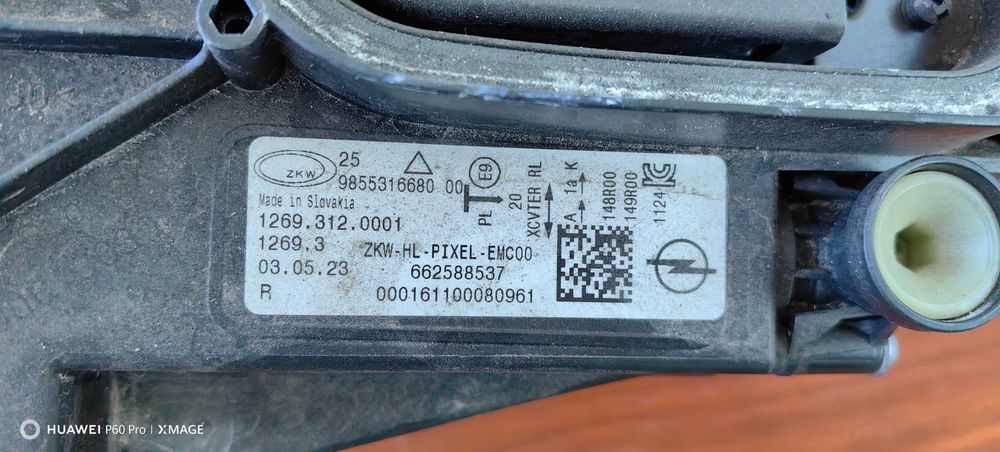 ZKW
25
9855316680 00
E9
Made in Slovakia
1269.312.0001
1269.3
ZKW-HL-PIXEL-EMC00
03.05.23
662588537
R
000161100080961
PL
20
XCVTER RL
A 1a K
148R00
149R00
1124
HUAWEI P60 Pro | XMAGE